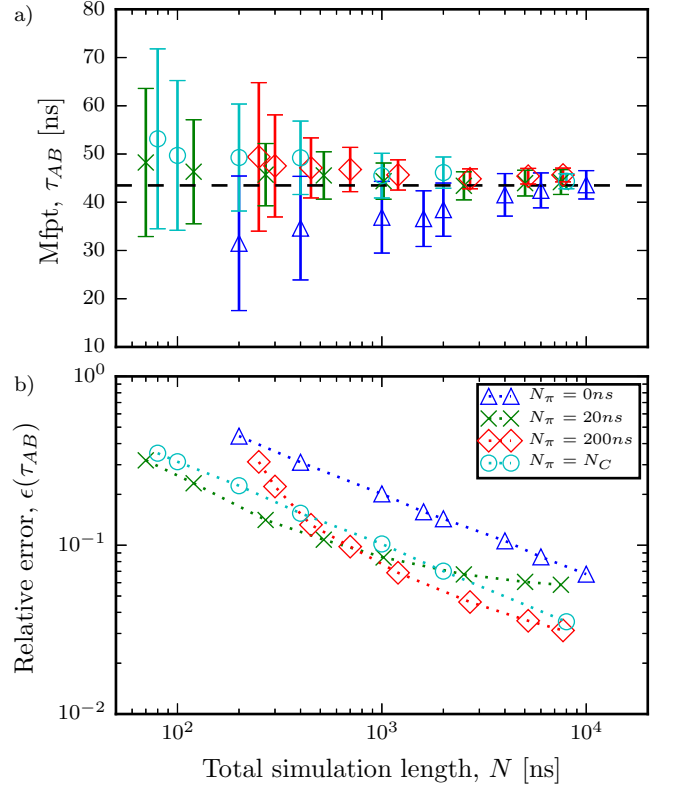 a)
80
70
60
50
40
30
20
10
Mfpt, τ_AB [ns]
b)
10^0
10^−1
10^−2
Relative error, ϵ(τ_AB)
N_π = 0ns
N_π = 20ns
N_π = 200ns
N_π = N_C
10^2
10^3
10^4
Total simulation length, N [ns]